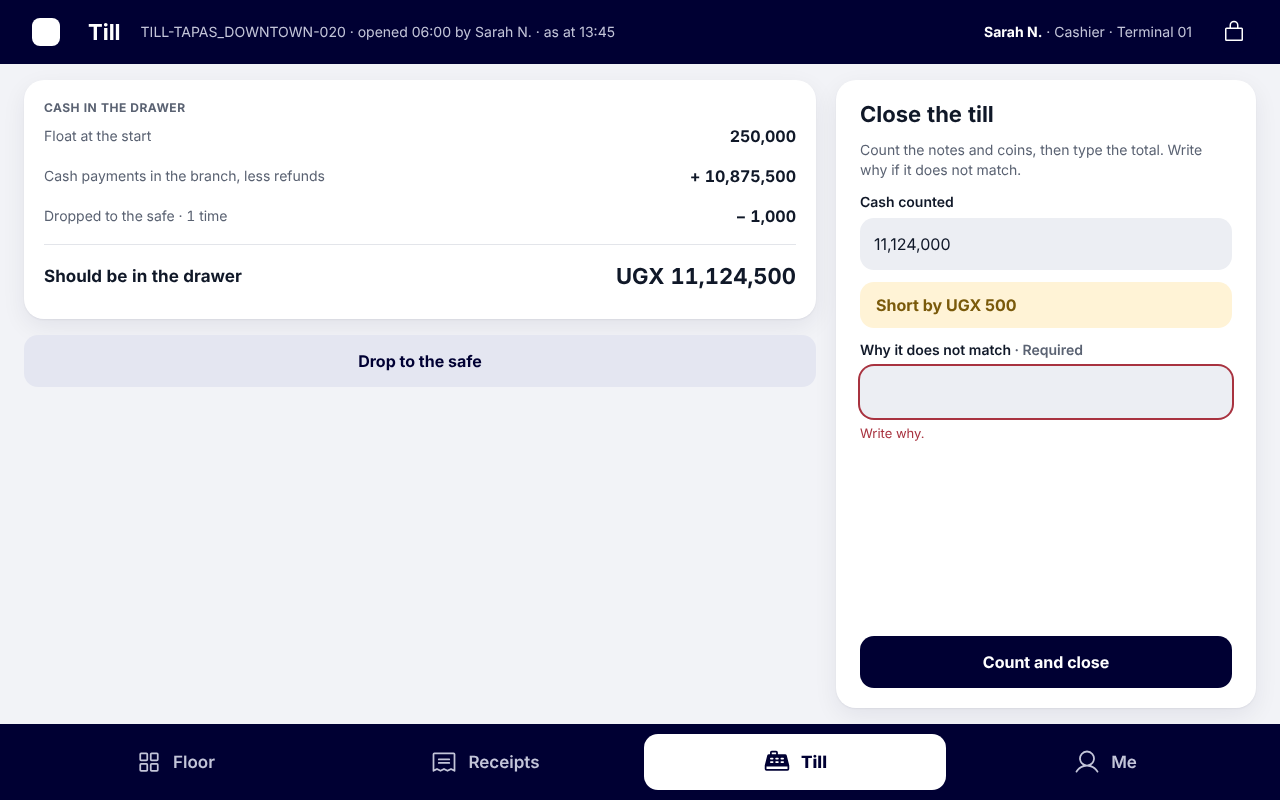 Till
TILL-TAPAS_DOWNTOWN-020 · opened 06:00 by Sarah N. · as at 13:45
Sarah N. · Cashier · Terminal 01
CASH IN THE DRAWER
Float at the start 250,000
Cash payments in the branch, less refunds + 10,875,500
Dropped to the safe · 1 time – 1,000
Should be in the drawer UGX 11,124,500
Drop to the safe
Close the till
Count the notes and coins, then type the total. Write
why if it does not match.
Cash counted
11,124,000
Short by UGX 500
Why it does not match · Required
Write why.
Count and close
Floor
Receipts
Till
Me